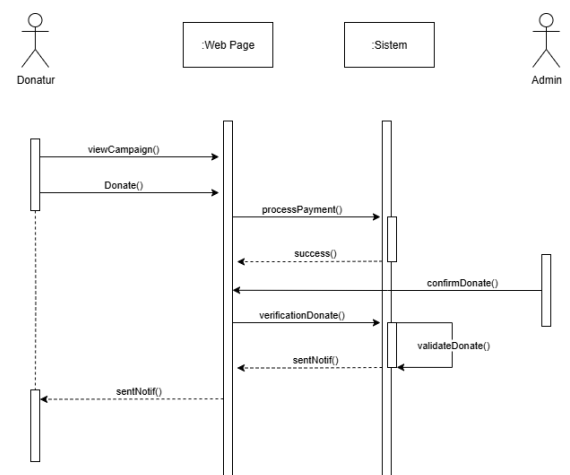 :Web Page
:Sistem
Donatur
Admin
viewCampaign()
Donate()
processPayment()
success()
confirmDonate()
verificationDonate()
validateDonate()
sentNotif()
sentNotif()